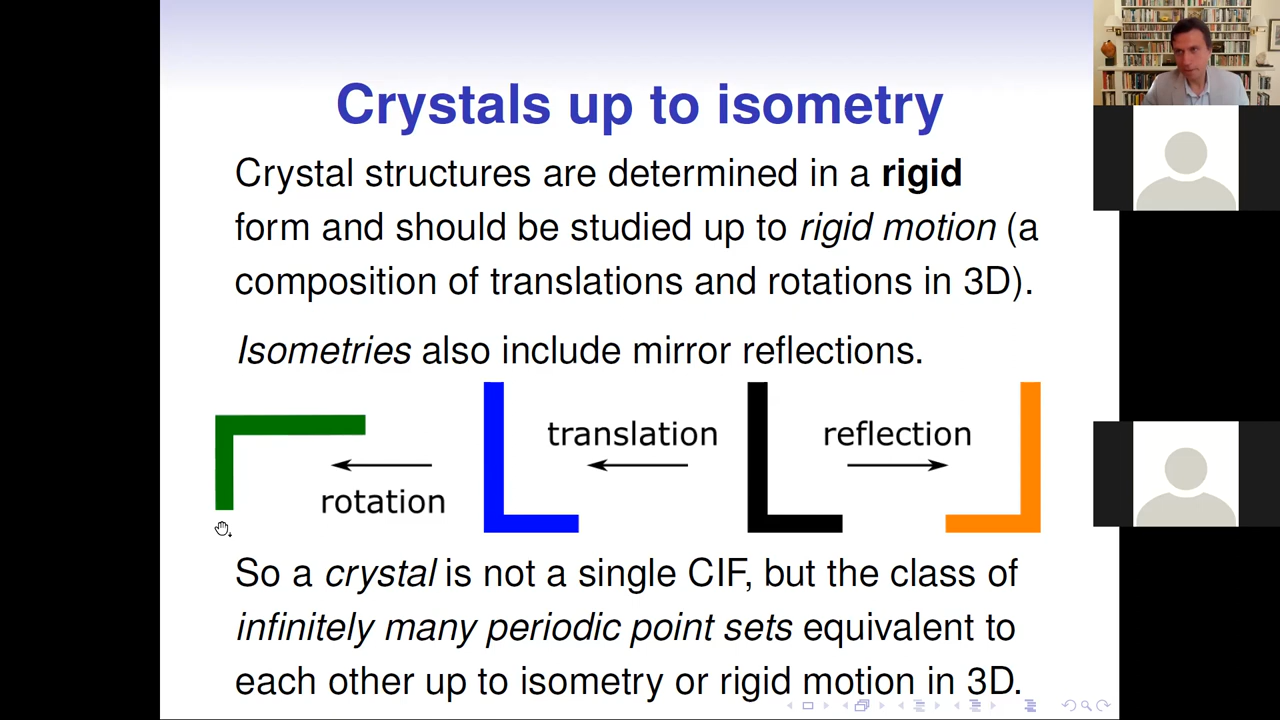 Crystals up to isometry
Crystal structures are determined in a rigid
form and should be studied up to rigid motion (a
composition of translations and rotations in 3D).
Isometries also include mirror reflections.
translation
reflection
rotation
So a crystal is not a single CIF, but the class of
infinitely many periodic point sets equivalent to
each other up to isometry or rigid motion in 3D.